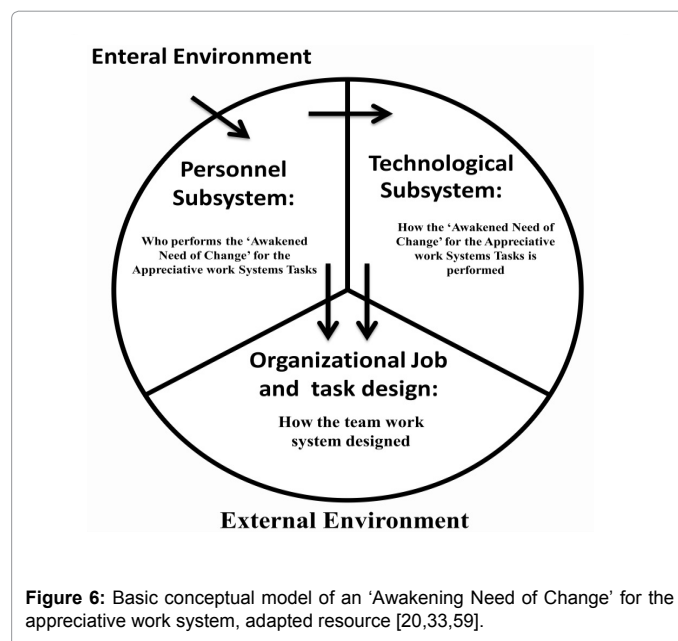 Enteral Environment
Personnel
Subsystem:
Who performs the ‘Awakened
Need of Change’ for the
Appreciative work Systems Tasks
Technological
Subsystem:
How the ‘Awakened Need of
Change’ for the Appreciative
work Systems Tasks is
performed
Organizational Job
and task design:
How the team work
system designed
External Environment
Figure 6: Basic conceptual model of an ‘Awakening Need of Change’ for the
appreciative work system, adapted resource [20,33,59].